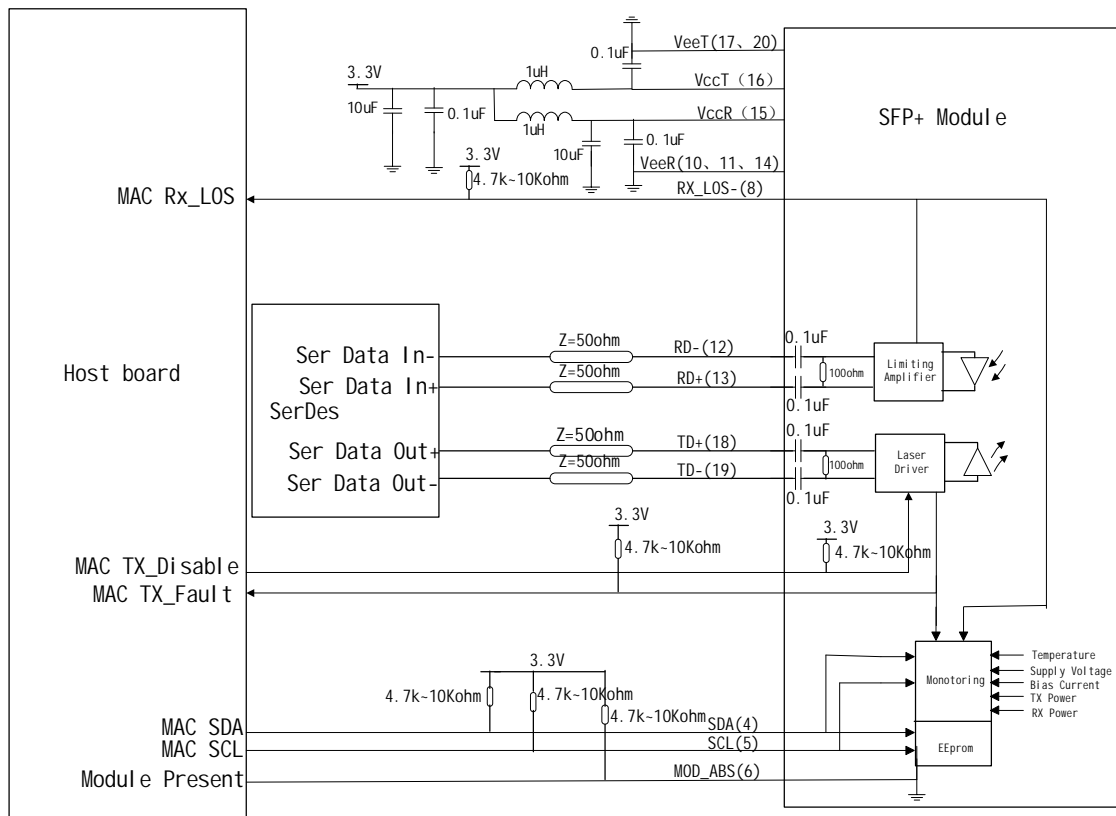 VeeT(17、20)
0.1uF
3.3V
1uH
VccT (16)
10uF
0.1uF
1uH
VccR (15)
10uF
0.1uF
SFP+ Module
3.3V
VeeR(10、11、14)
4.7k~10Kohm
RX_LOS-(8)
MAC Rx_LOS
Host board
SerDes
Ser Data In-
Z=50ohm
RD-(12)
0.1uF
Ser Data In+
Z=50ohm
RD+(13)
0.1uF
100ohm
Limiting
Amplifier
Ser Data Out+
Z=50ohm
TD+(18)
0.1uF
Ser Data Out-
Z=50ohm
TD-(19)
0.1uF
100ohm
Laser
Driver
3.3V
4.7k~10Kohm
3.3V
4.7k~10Kohm
MAC TX_Disable
MAC TX_Fault
3.3V
4.7k~10Kohm
4.7k~10Kohm
4.7k~10Kohm
MAC SDA
SDA(4)
MAC SCL
SCL(5)
Module Present
MOD_ABS(6)
Monotoring
EEprom
Temperature
Supply Voltage
Bias Current
TX Power
RX Power